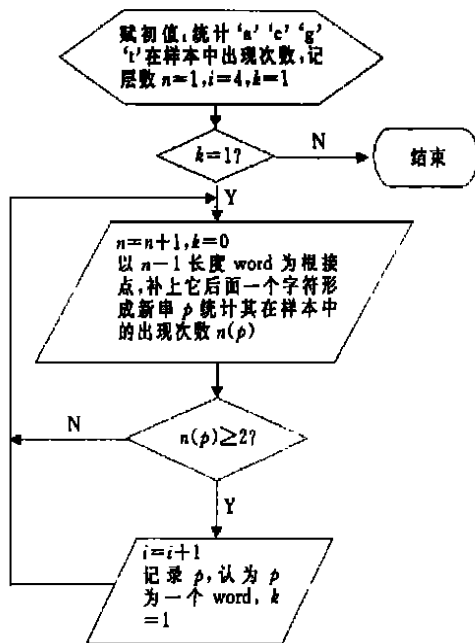 赋初值:统计‘a’‘c’‘g’
‘t’在样本中出现次数,记
层数n=1,i=4,k=1
k=1?
N
结束
Y
n=n+1,k=0
以n-1长度word为根接
点,补上它后面一个字符形
成新串p统计其在样本中
的出现次数n(p)
N
n(p)≥2?
Y
i=i+1
记录p,认为p
为一个word, k
=1